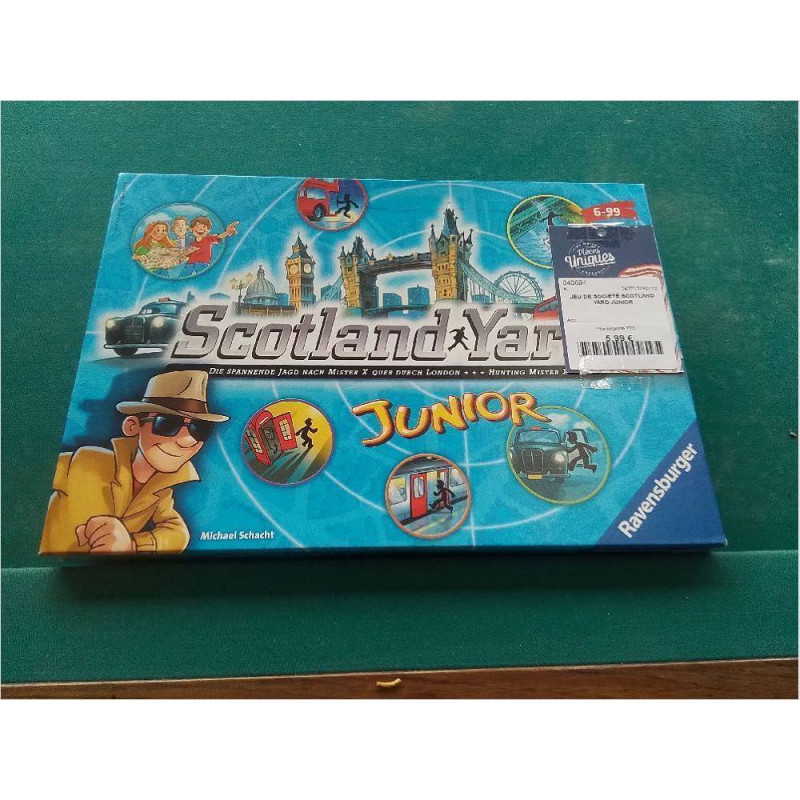 6-99
Pièces
Uniques
040694
JEU DE SOCIÉTÉ SCOTLAND
YARD JUNIOR
5,99 €
Scotland Yar
DIE SPANNENDE JAGD NACH MISTER X QUER DURCH LONDON + + + HUNTING MISTER X
JUNIOR
Ravensburger
Michael Schacht